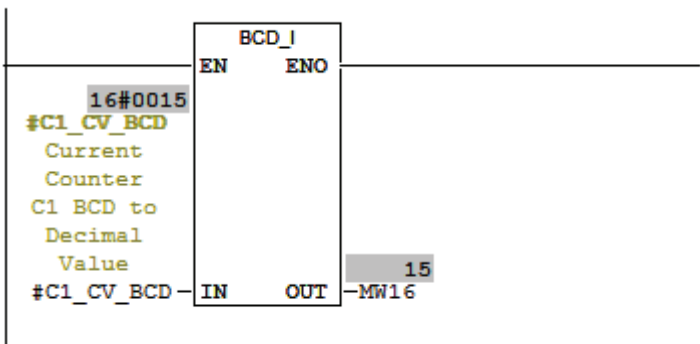 BCD_I
EN ENO
16#0015
#C1_CV_BCD
Current
Counter
C1 BCD to
Decimal
Value
15
#C1_CV_BCD IN OUT MW16